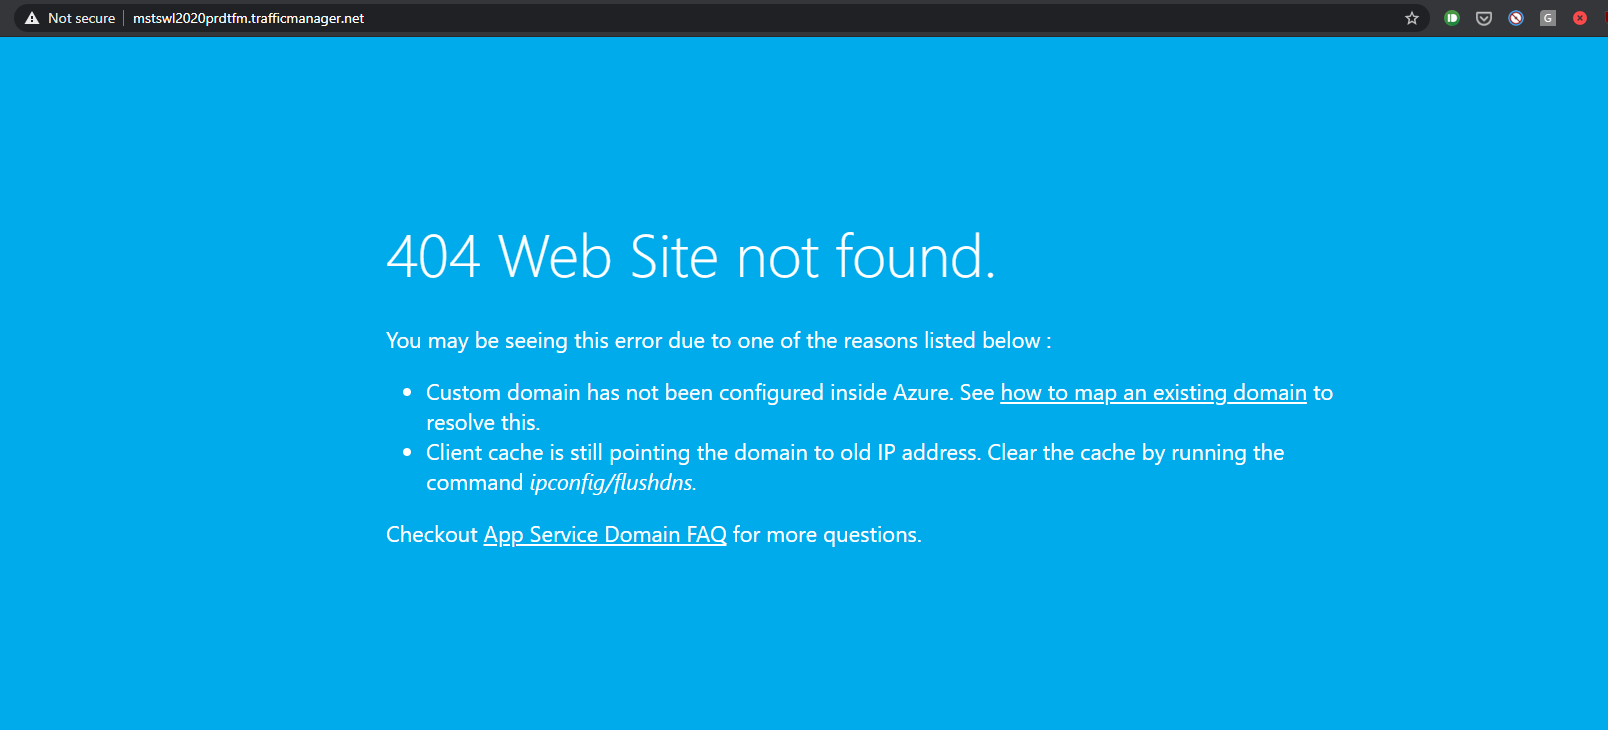 Not secure | mstswl2020prdtfm.trafficmanager.net
G
404 Web Site not found.
You may be seeing this error due to one of the reasons listed below :
• Custom domain has not been configured inside Azure. See how to map an existing domain to
resolve this.
• Client cache is still pointing the domain to old IP address. Clear the cache by running the
command ipconfig/flushdns.
Checkout App Service Domain FAQ for more questions.